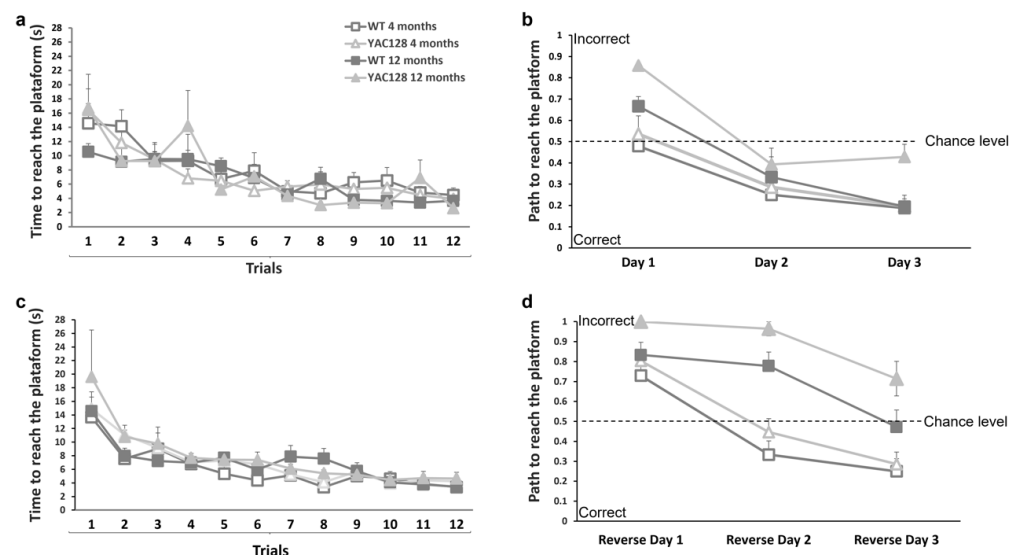 a
Time to reach the plataform (s)
28
26
24
22
20
18
16
14
12
10
8
6
4
2
0
1 2 3 4 5 6 7 8 9 10 11 12
Trials
WT 4 months
YAC128 4 months
WT 12 months
YAC128 12 months
b
Path to reach the platform
1
0.9
0.8
0.7
0.6
0.5
0.4
0.3
0.2
0.1
0
Incorrect
Chance level
Correct
Day 1 Day 2 Day 3
c
Time to reach the plataform (s)
28
26
24
22
20
18
16
14
12
10
8
6
4
2
0
1 2 3 4 5 6 7 8 9 10 11 12
Trials
d
Path to reach the platform
1
0.9
0.8
0.7
0.6
0.5
0.4
0.3
0.2
0.1
0
Incorrect
Chance level
Correct
Reverse Day 1 Reverse Day 2 Reverse Day 3